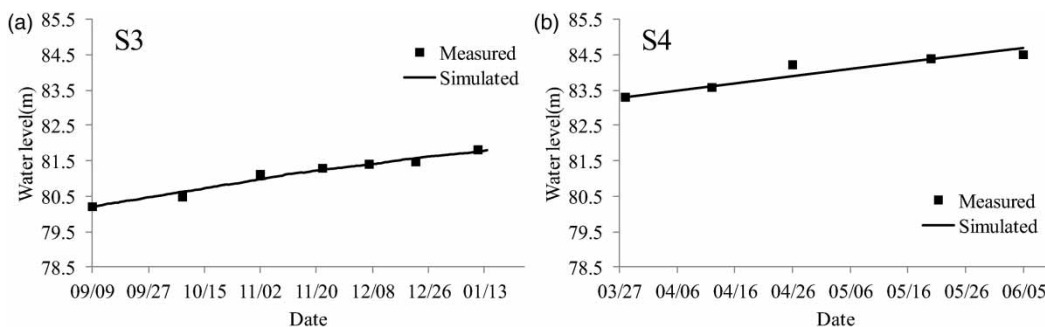 (a)
S3
Measured
Simulated
85.5
84.5
83.5
82.5
81.5
80.5
79.5
78.5
Water level(m)
09/09 09/27 10/15 11/02 11/20 12/08 12/26 01/13
Date
(b)
S4
Measured
Simulated
85.5
84.5
83.5
82.5
81.5
80.5
79.5
78.5
Water level(m)
03/27 04/06 04/16 04/26 05/06 05/16 05/26 06/05
Date